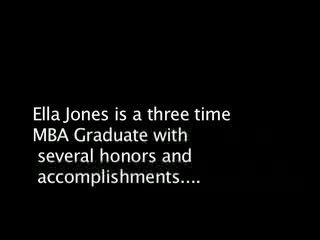 Ella Jones is a three time
MBA Graduate with
several honors and
accomplishments....